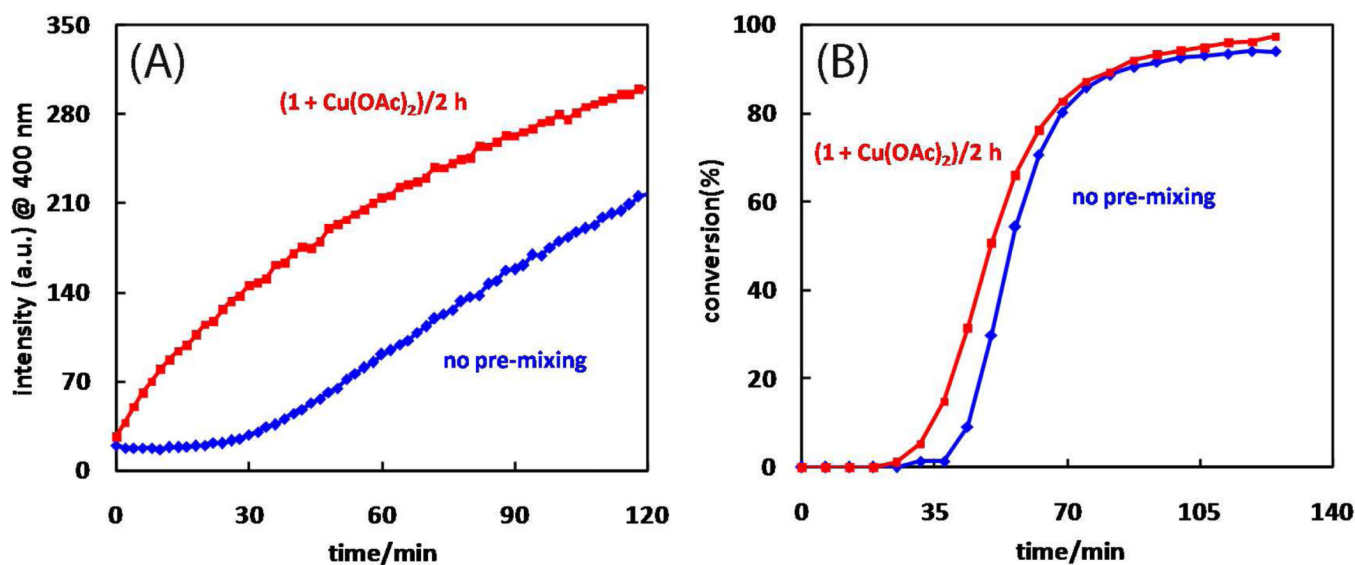 (A)
350
280
210
140
70
0
intensity (a.u.) @ 400 nm
(1 + Cu(OAc)₂)/2 h
no pre-mixing
0 30 60 90 120
time/min
(B)
100
80
60
40
20
0
conversion(%)
(1 + Cu(OAc)₂)/2 h
no pre-mixing
0 35 70 105 140
time/min